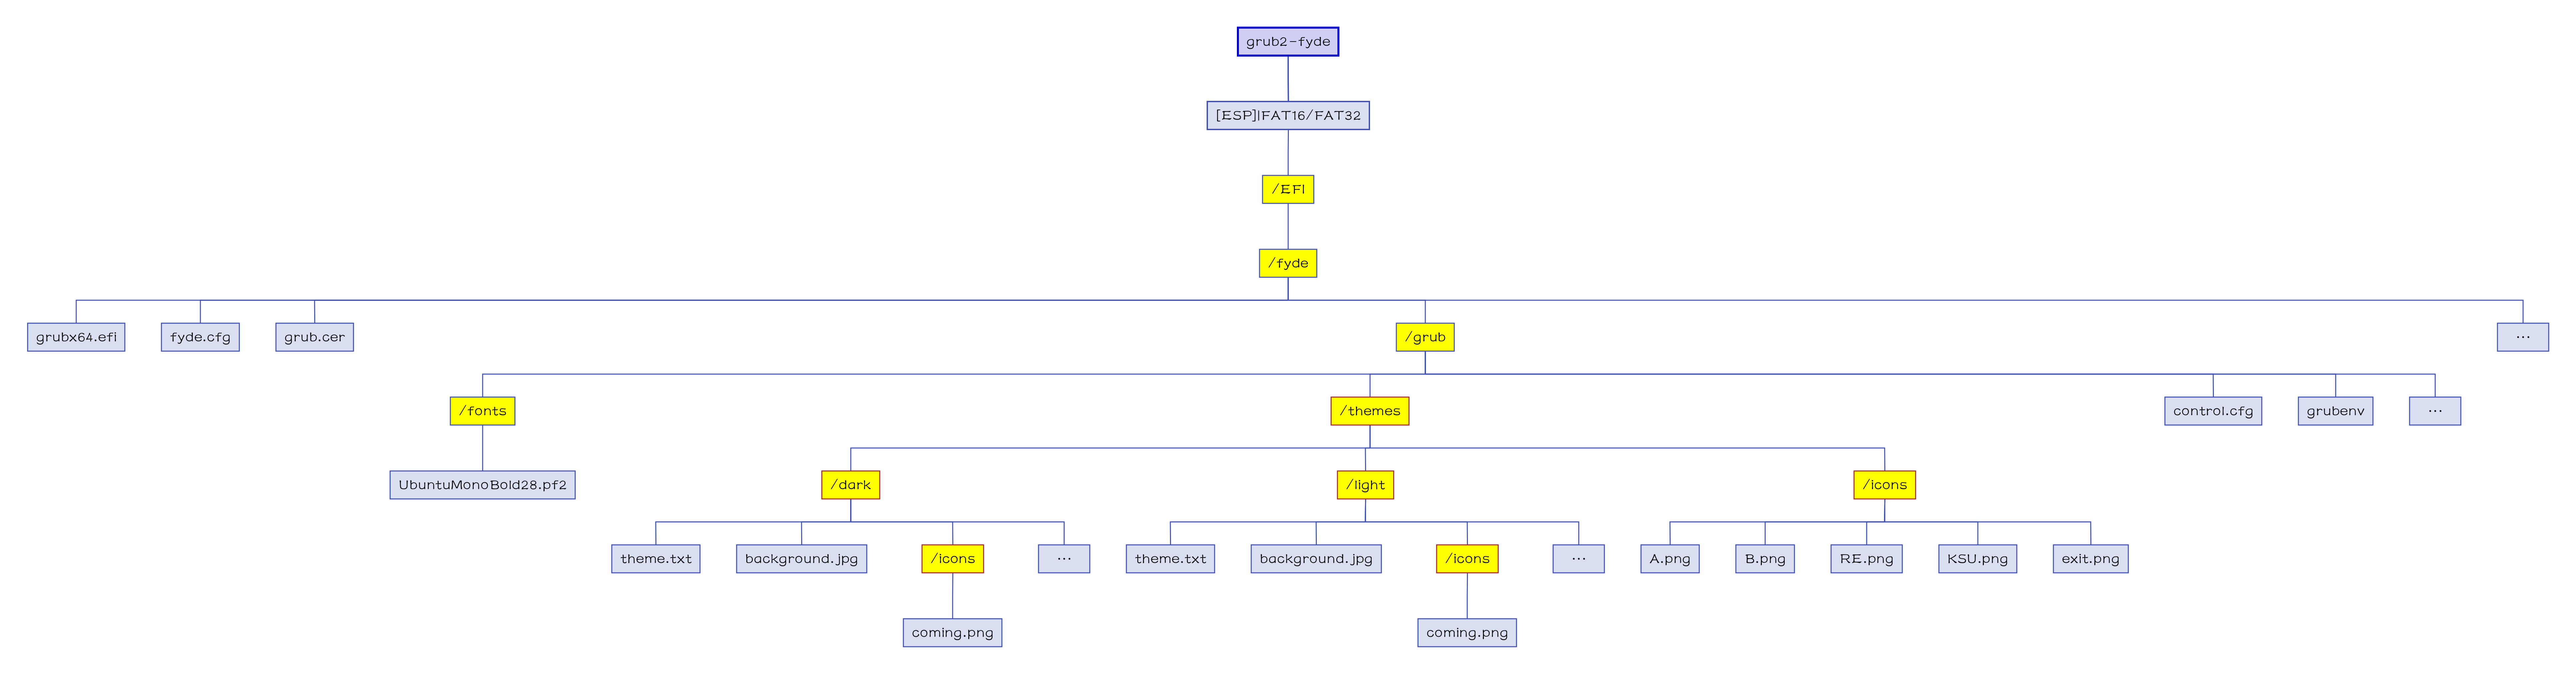 grub2-fyde
[ESP]|FAT16/FAT32
/EFI
/fyde
grubx64.efi
fyde.cfg
grub.cer
/grub
...
/fonts
/themes
control.cfg
grubenv
...
UbuntuMonoBold28.pf2
/dark
/light
/icons
theme.txt
background.jpg
/icons
...
theme.txt
background.jpg
/icons
...
A.png
B.png
RE.png
KSU.png
exit.png
coming.png
coming.png